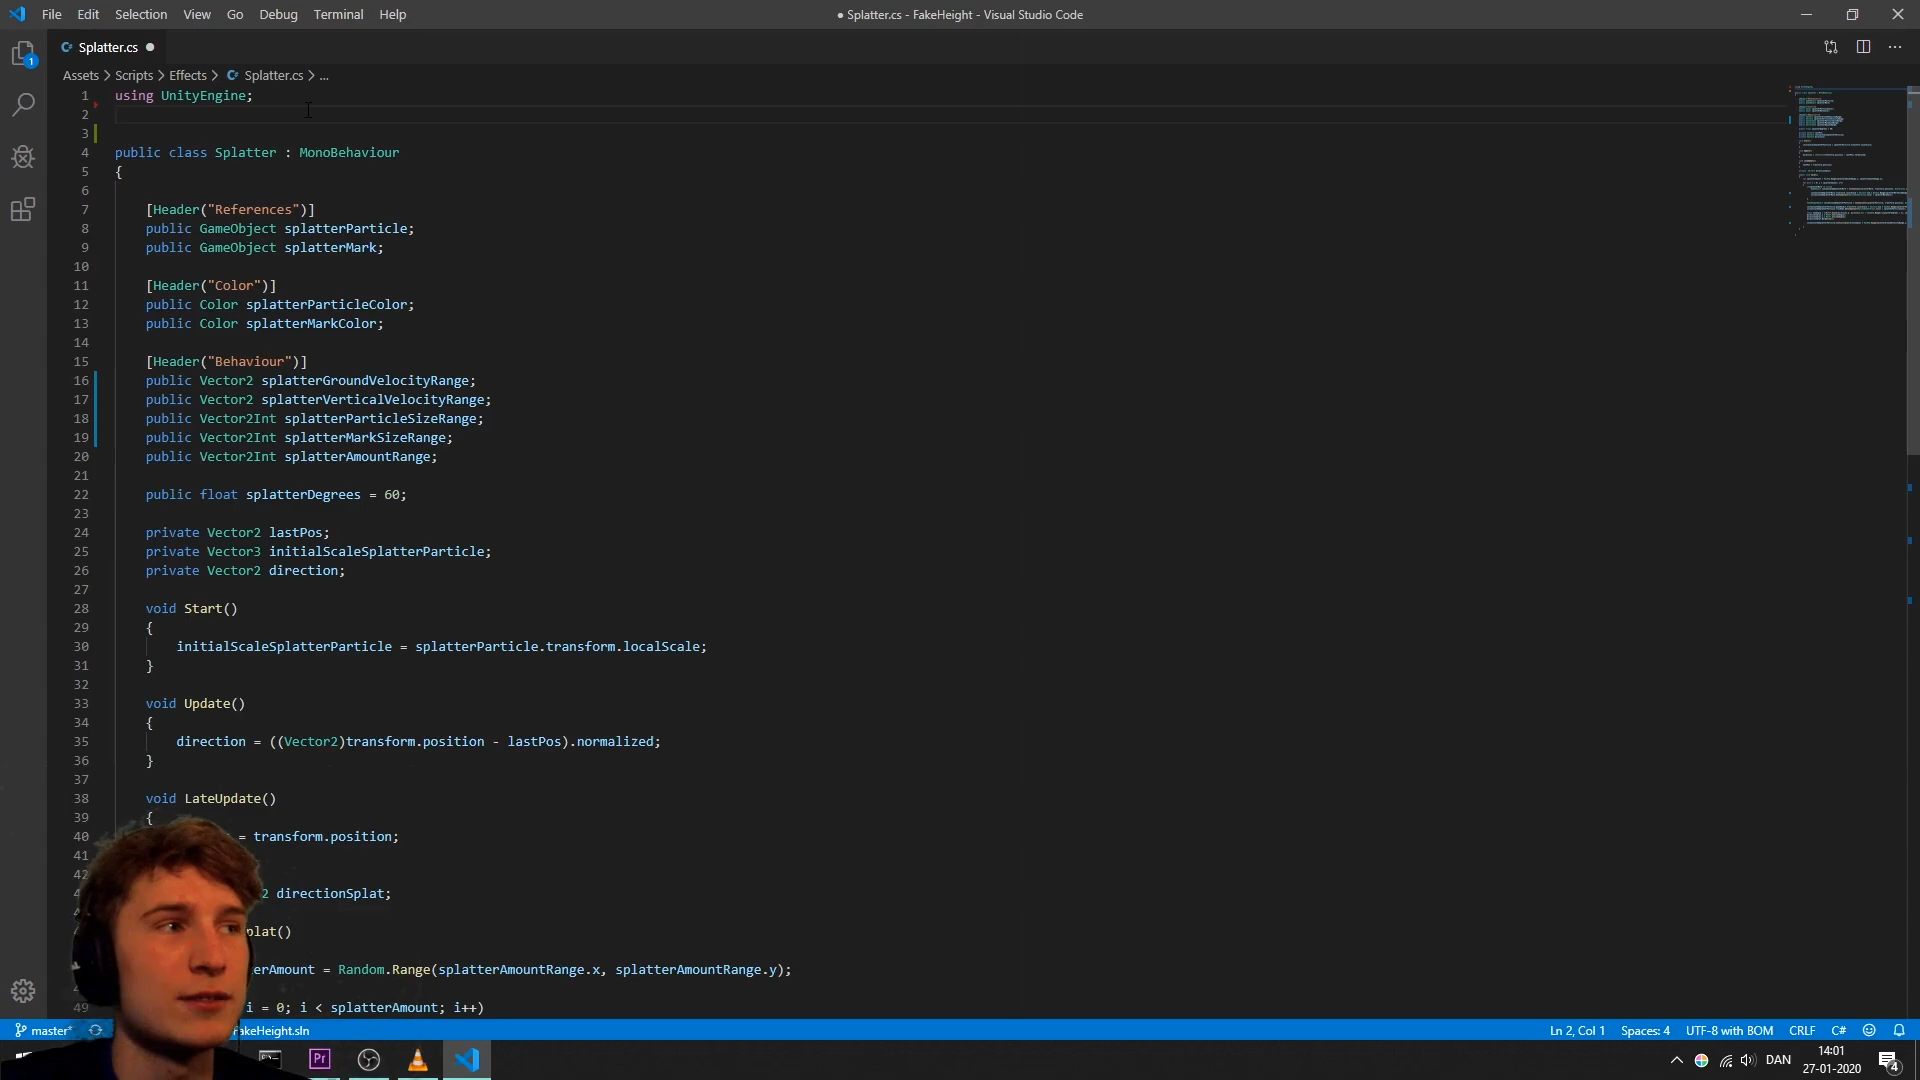 File Edit Selection View Go Debug Terminal Help
● Splatter.cs - FakeHeight - Visual Studio Code
Splatter.cs ●
Assets > Scripts > Effects > Splatter.cs > ...
1 using UnityEngine;
2
3
4 public class Splatter : MonoBehaviour
5 {
6
7 [Header("References")]
8 public GameObject splatterParticle;
9 public GameObject splatterMark;
10
11 [Header("Color")]
12 public Color splatterParticleColor;
13 public Color splatterMarkColor;
14
15 [Header("Behaviour")]
16 public Vector2 splatterGroundVelocityRange;
17 public Vector2 splatterVerticalVelocityRange;
18 public Vector2Int splatterParticleSizeRange;
19 public Vector2Int splatterMarkSizeRange;
20 public Vector2Int splatterAmountRange;
21
22 public float splatterDegrees = 60;
23
24 private Vector2 lastPos;
25 private Vector3 initialScaleSplatterParticle;
26 private Vector2 direction;
27
28 void Start()
29 {
30 initialScaleSplatterParticle = splatterParticle.transform.localScale;
31 }
32
33 void Update()
34 {
35 direction = ((Vector2)transform.position - lastPos).normalized;
36 }
37
38 void LateUpdate()
39 {
40 = transform.position;
41
42
2 directionSplat;
plat()
erAmount = Random.Range(splatterAmountRange.x, splatterAmountRange.y);
49 i = 0; i < splatterAmount; i++)
master* akeHeight.sln
Ln 2, Col 1 Spaces: 4 UTF-8 with BOM CRLF C#
1
Pr
DAN
14:01
27-01-2020
4